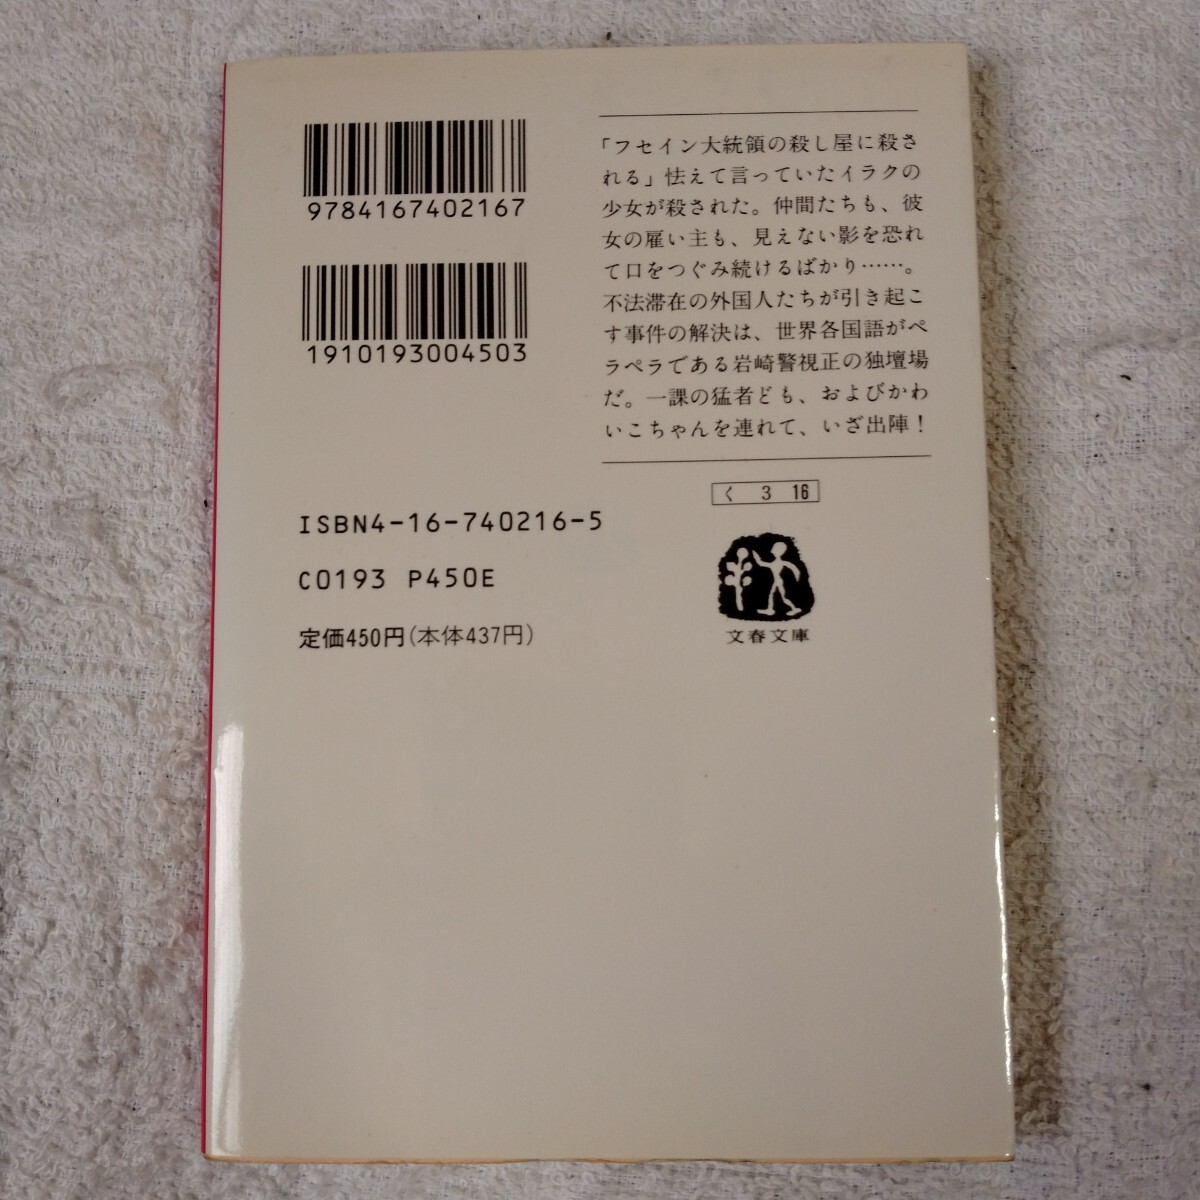 9784167402167
1910193004503
「フセイン大統領の殺し屋に殺さ
れる」怯えて言っていたイラクの
少女が殺された。仲間たちも、彼
女の雇い主も、見えない影を恐れ
て口をつぐみ続けるばかり……。
不法滞在の外国人たちが引き起こ
す事件の解決は、世界各国語がペ
ラペラである岩崎警視正の独壇場
だ。一課の猛者ども、およびかわ
いこちゃんを連れて、いざ出陣！
く 3 16
文春文庫
ISBN4-16-740216-5
C0193 P450E
定価450円(本体437円)